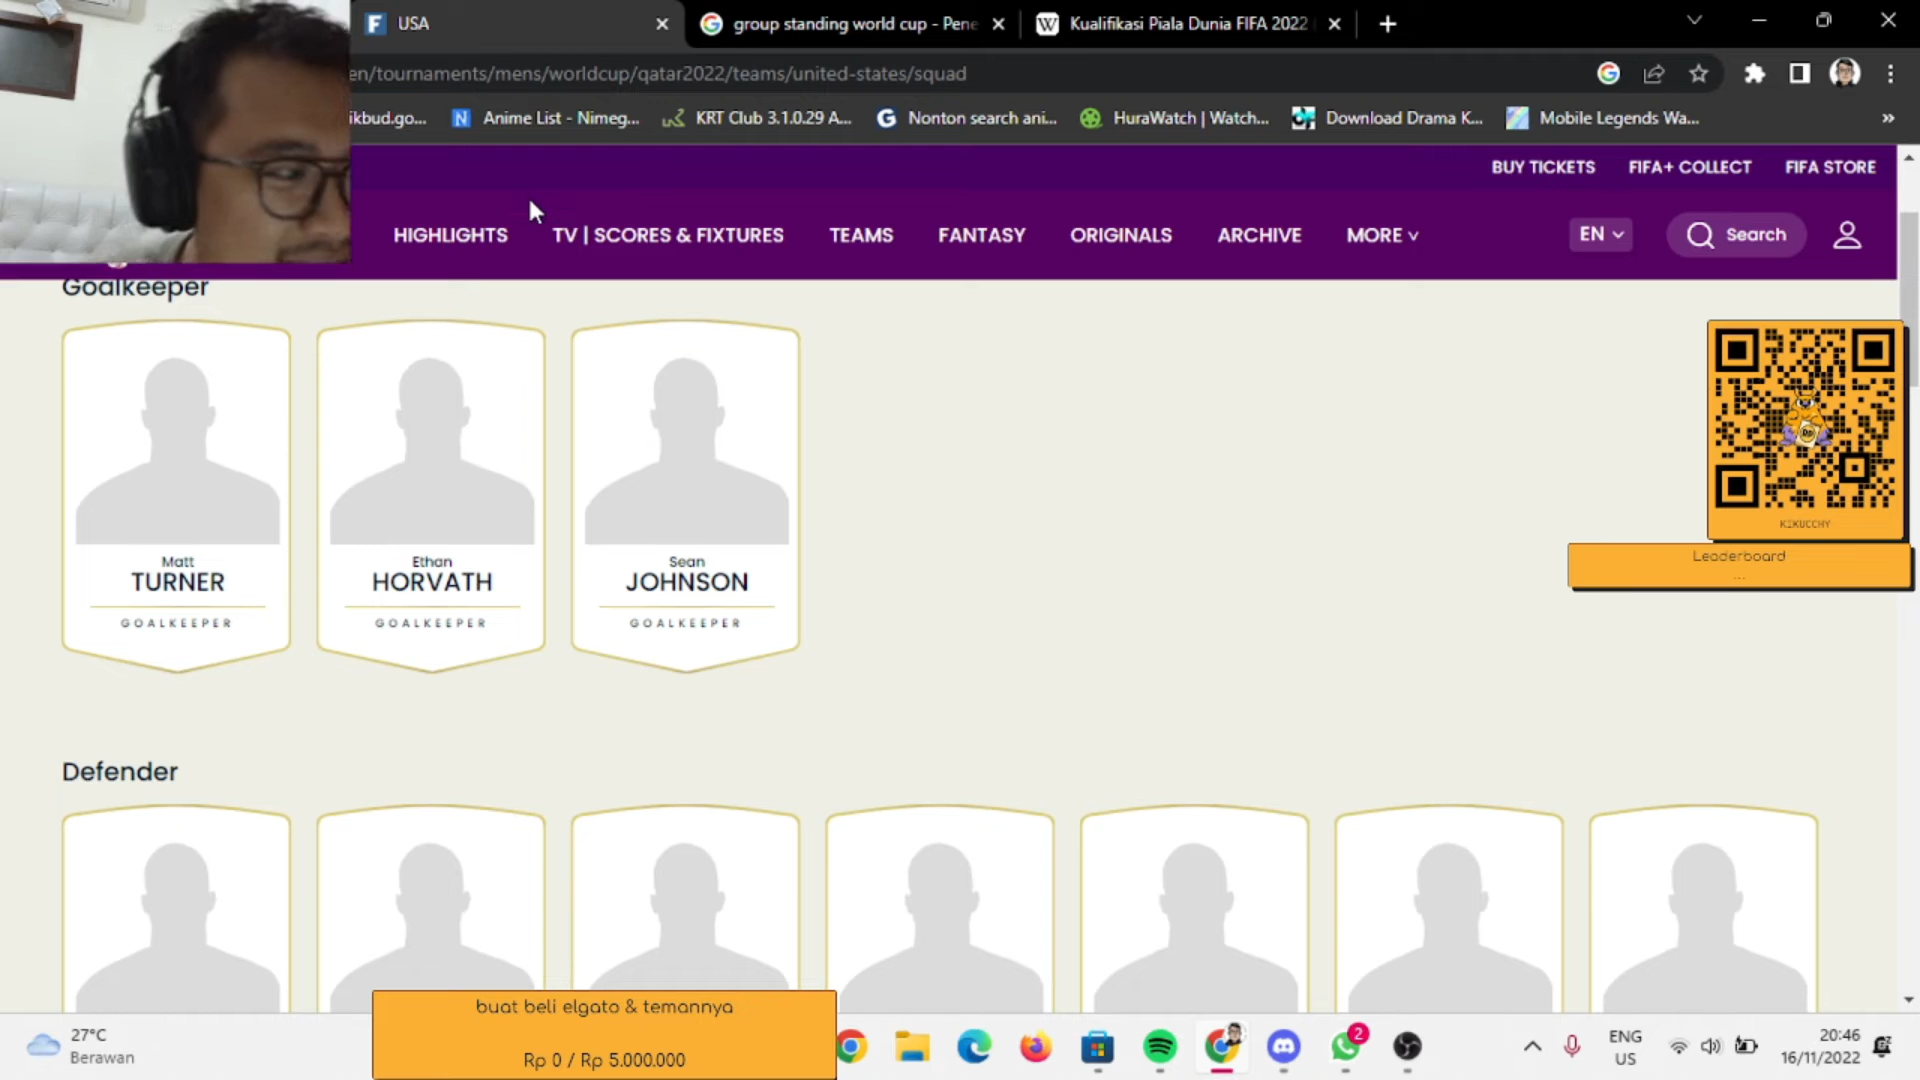 USA
group standing world cup - Pene
Kualifikasi Piala Dunia FIFA 2022
en/tournaments/mens/worldcup/qatar2022/teams/united-states/squad
ikbud.go...
Anime List - Nimeg...
KRT Club 3.1.0.29 A...
Nonton search ani...
HuraWatch | Watch...
Download Drama K...
Mobile Legends Wa...
BUY TICKETS
FIFA+ COLLECT
FIFA STORE
HIGHLIGHTS
TV | SCORES & FIXTURES
TEAMS
FANTASY
ORIGINALS
ARCHIVE
MORE
EN
Search
Goalkeeper
Matt
TURNER
GOALKEEPER
Ethan
HORVATH
GOALKEEPER
Sean
JOHNSON
GOALKEEPER
KIKUCCHY
Leaderboard
...
Defender
buat beli elgato & temannya
Rp 0 / Rp 5.000.000
27°C
Berawan
2
ENG
US
20:46
16/11/2022